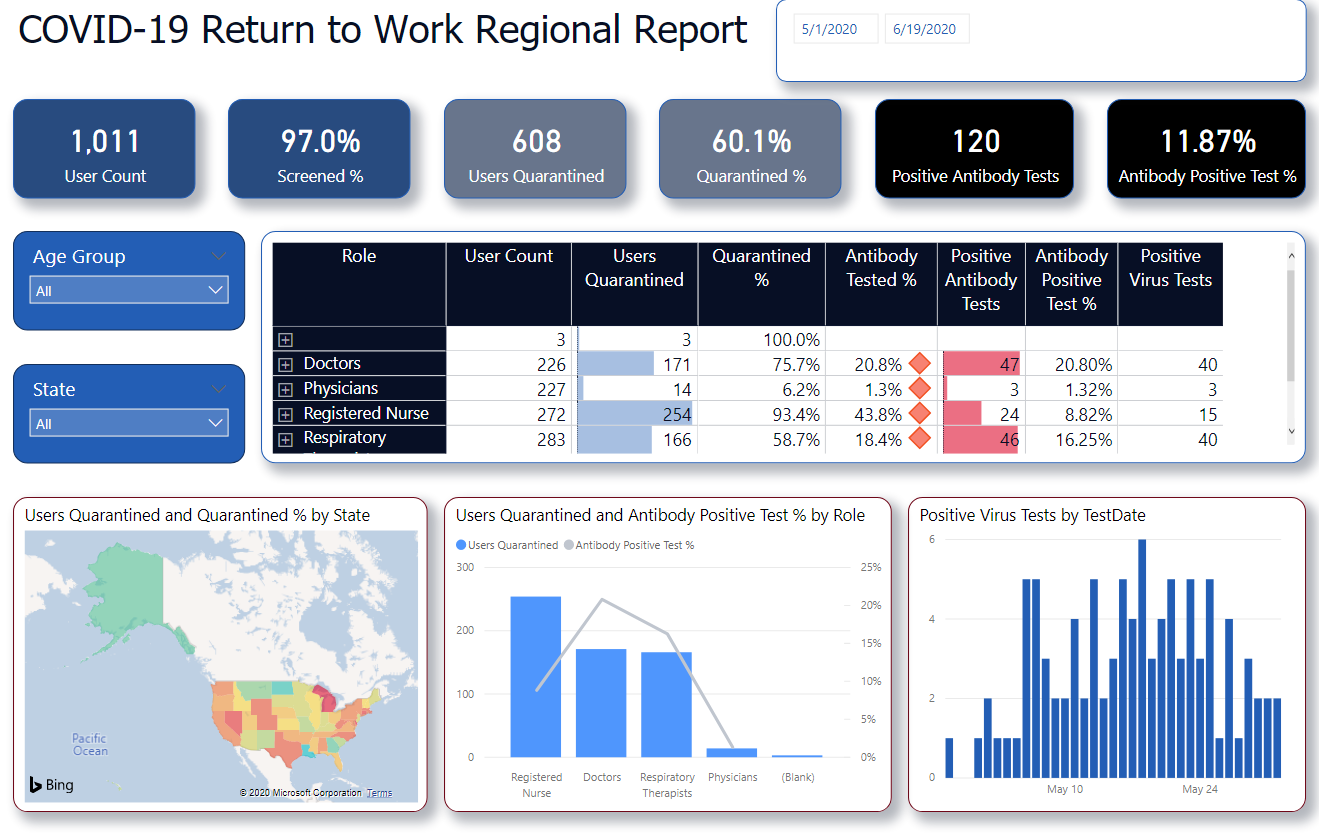 COVID-19 Return to Work Regional Report
5/1/2020 6/19/2020
1,011 97.0% 608 60.1% 120 11.87%
User Count Screened % Users Quarantined Quarantined % Positive Antibody Tests Antibody Positive Test %
Age Group
All
State
All
Role User Count Users Quarantined Quarantined % Antibody Tested % Positive Antibody Tests Antibody Positive Test % Positive Virus Tests
3 3 100.0%
Doctors 226 171 75.7% 20.8% 47 20.80% 40
Physicians 227 14 6.2% 1.3% 3 1.32% 3
Registered Nurse 272 254 93.4% 43.8% 24 8.82% 15
Respiratory 283 166 58.7% 18.4% 46 16.25% 40
Users Quarantined and Quarantined % by State
Pacific
Ocean
Bing
© 2020 Microsoft Corporation Terms
Users Quarantined and Antibody Positive Test % by Role
Users Quarantined Antibody Positive Test %
300 25%
20%
200
15%
100 10%
5%
0 0%
Registered Nurse Doctors Respiratory Therapists Physicians (Blank)
Positive Virus Tests by TestDate
6
4
2
0
May 10 May 24